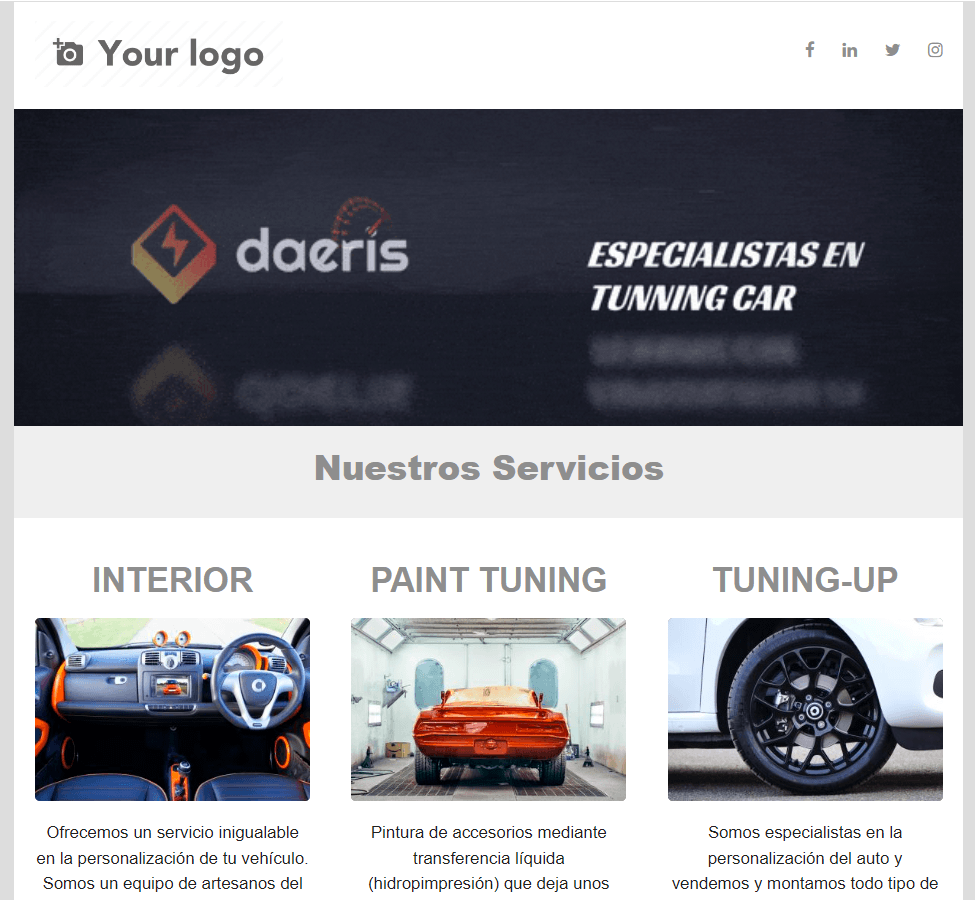 Your logo
daeris
ESPECIALISTAS EN
TUNNING CAR
Nuestros Servicios
INTERIOR
PAINT TUNING
TUNING-UP
Ofrecemos un servicio inigualable
en la personalización de tu vehículo.
Somos un equipo de artesanos del
Pintura de accesorios mediante
transferencia líquida
(hidropimpresión) que deja unos
Somos especialistas en la
personalización del auto y
vendemos y montamos todo tipo de